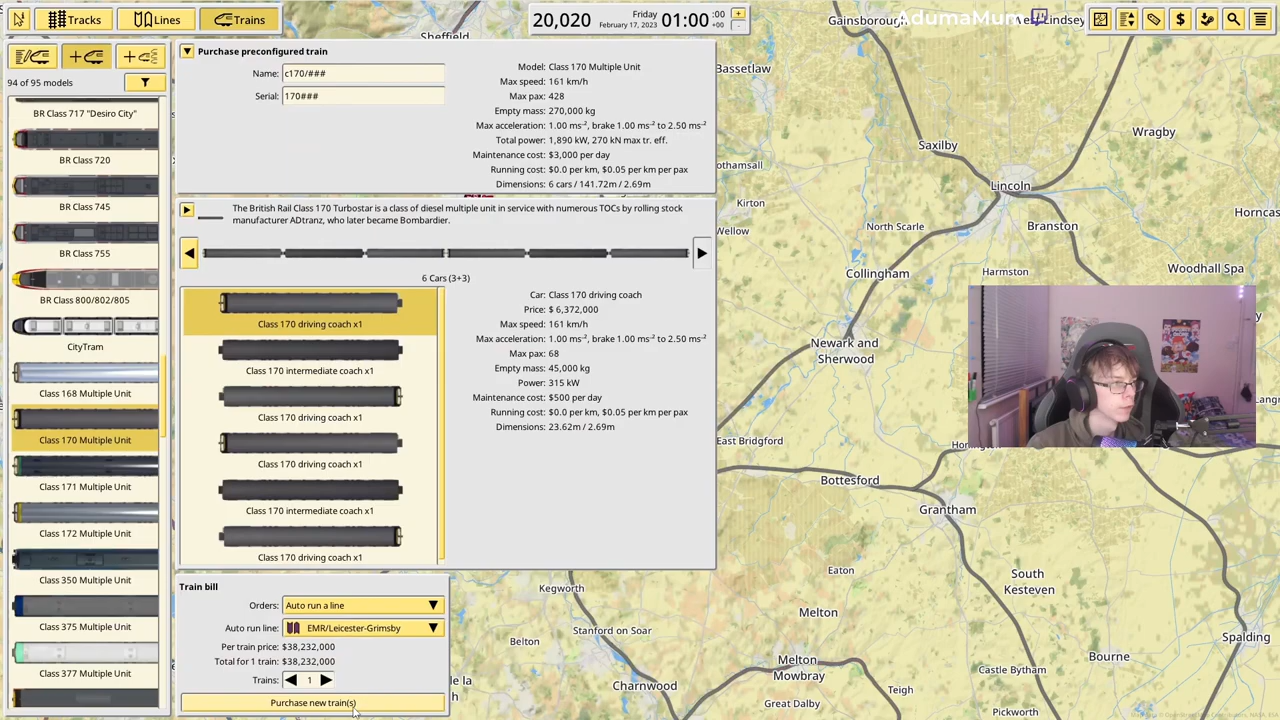 Tracks
Lines
Trains
20,020
Friday
February 17, 2023
01:00
:00
+00
+
-
AdumaMum
Gainsborough
Lindsey
Sheffield
94 of 95 models
BR Class 717 "Desiro City"
BR Class 720
BR Class 745
BR Class 755
BR Class 800/802/805
CityTram
Class 168 Multiple Unit
Class 170 Multiple Unit
Class 171 Multiple Unit
Class 172 Multiple Unit
Class 350 Multiple Unit
Class 375 Multiple Unit
Class 377 Multiple Unit
Purchase preconfigured train
Name: c170/###
Serial: 170###
Model: Class 170 Multiple Unit
Max speed: 161 km/h
Max pax: 428
Empty mass: 270,000 kg
Max acceleration: 1.00 ms⁻², brake 1.00 ms⁻² to 2.50 ms⁻²
Total power: 1,890 kW, 270 kN max tr. eff.
Maintenance cost: $3,000 per day
Running cost: $0.0 per km, $0.05 per km per pax
Dimensions: 6 cars / 141.72m / 2.69m
The British Rail Class 170 Turbostar is a class of diesel multiple unit in service with numerous TOCs by rolling stock
manufacturer ADtranz, who later became Bombardier.
6 Cars (3+3)
Class 170 driving coach x1
Class 170 intermediate coach x1
Class 170 driving coach x1
Class 170 driving coach x1
Class 170 intermediate coach x1
Class 170 driving coach x1
Car: Class 170 driving coach
Price: $ 6,372,000
Max speed: 161 km/h
Max acceleration: 1.00 ms⁻², brake 1.00 ms⁻² to 2.50 ms⁻²
Max pax: 68
Empty mass: 45,000 kg
Power: 315 kW
Maintenance cost: $500 per day
Running cost: $0.0 per km, $0.05 per km per pax
Dimensions: 23.62m / 2.69m
Train bill
Orders: Auto run a line
Auto run line: EMR/Leicester-Grimsby
Per train price: $38,232,000
Total for 1 train: $38,232,000
Trains: 1
Purchase new train(s)
Bassetlaw
Wragby
Saxilby
othamsall
Lincoln
Kirton
North Scarle
Branston
Wellow
Horncas
Collingham
Harmston
Woodhall Spa
Newark and
Sherwood
East Bridgford
Bottesford
Grantham
Eaton
South
Kesteven
Kegworth
Melton
Belton
Stanford on Soar
Spalding
Melton
Mowbray
Bourne
Castle Bytham
Charnwood
Teigh
Great Dalby
Pickworth